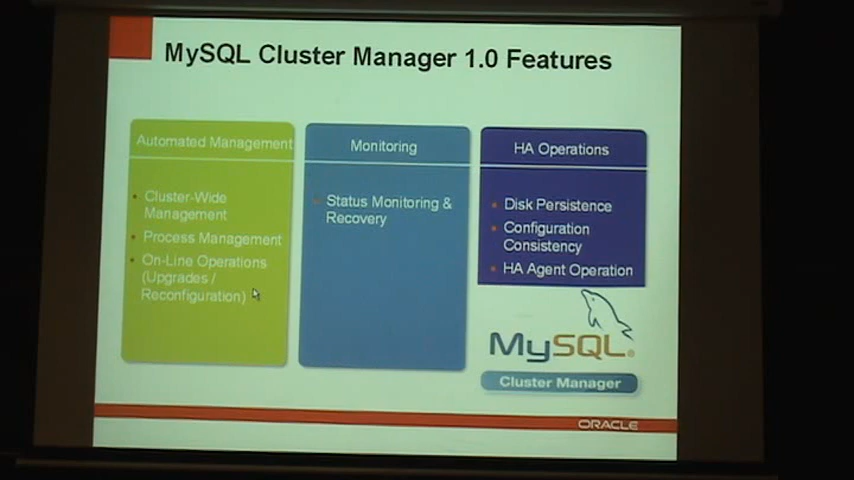 MySQL Cluster Manager 1.0 Features
Automated Management
Cluster-Wide
Management
Process Management
On-Line Operations
(Upgrades /
Reconfiguration)
Monitoring
Status Monitoring &
Recovery
HA Operations
Disk Persistence
Configuration
Consistency
HA Agent Operation
MySQL®
Cluster Manager
ORACLE